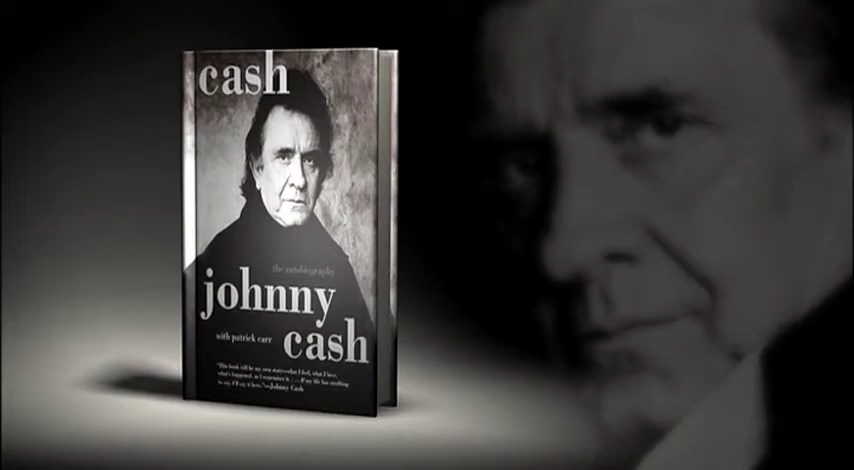 cash
the autobiography
johnny
with patrick carr
cash
"This book will be my own story—what I feel, what I love,
what's happened, as I remember it. . . . If my life has anything
to say, I'll say it here."—Johnny Cash